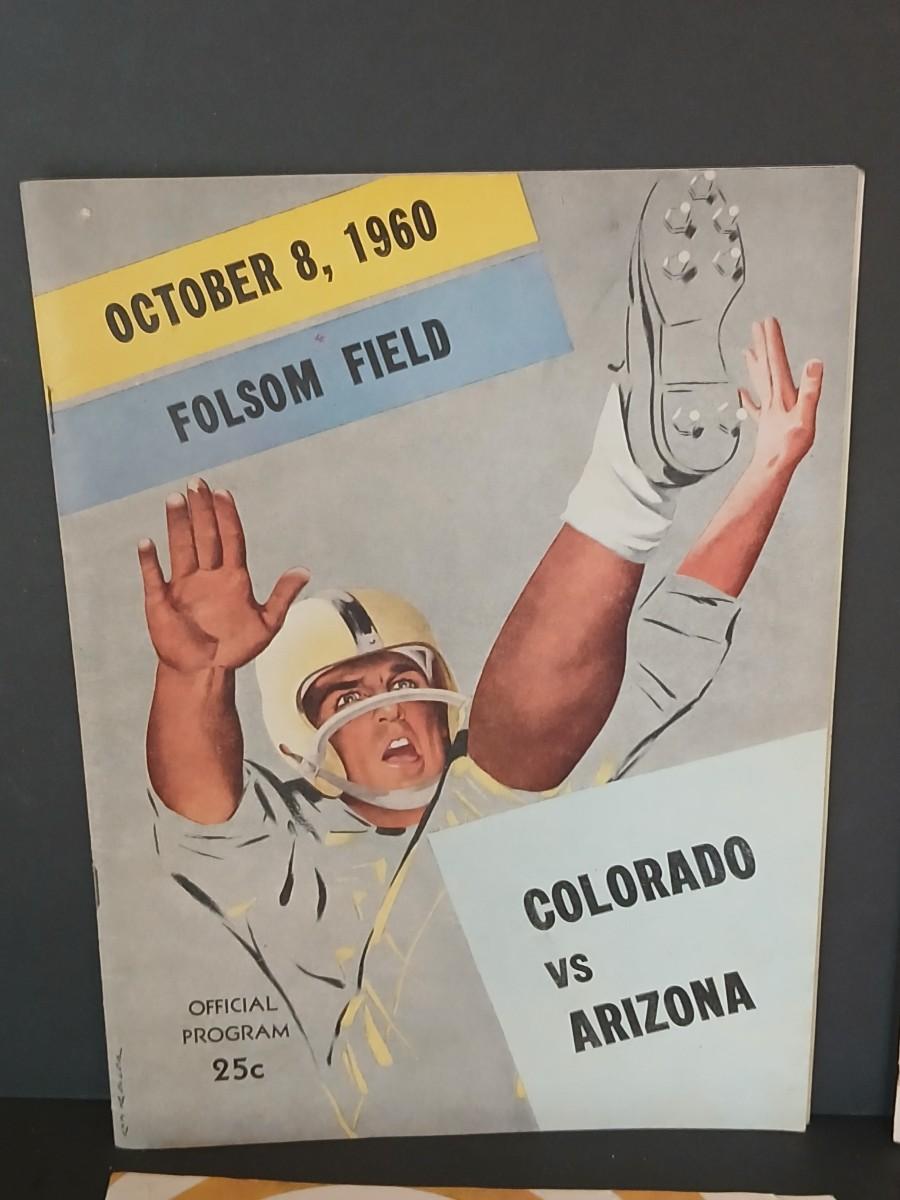 OCTOBER 8, 1960
FOLSOM FIELD
COLORADO
VS
ARIZONA
OFFICIAL
PROGRAM
25c